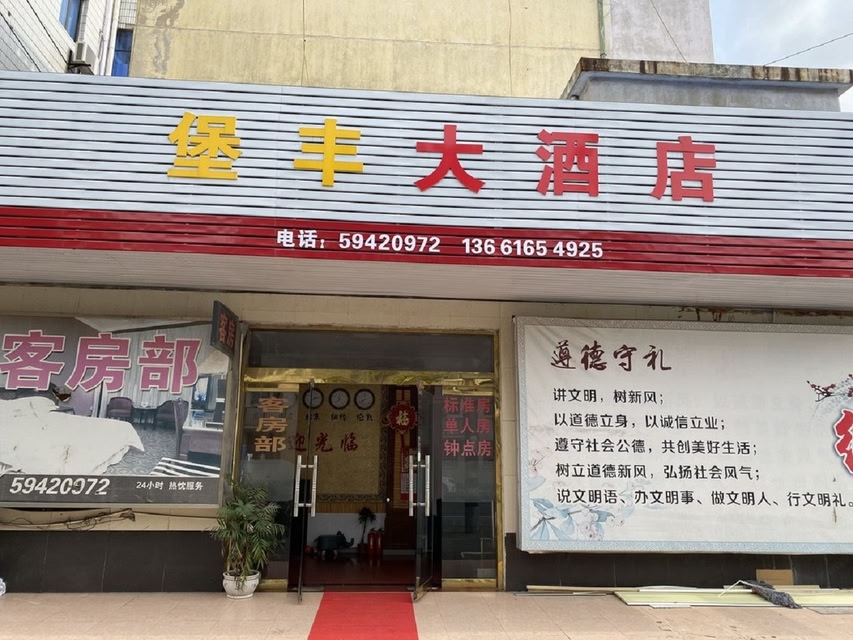 堡丰大酒店
电话：59420972 13661654925
客房部
59420972 24小时 热忱服务
客房
客房部
迎光临
标准房
单人房
钟点房
福
遵德守礼
讲文明，树新风；
以道德立身，以诚信立业；
遵守社会公德，共创美好生活；
树立道德新风，弘扬社会风气；
说文明语、办文明事、做文明人、行文明礼。